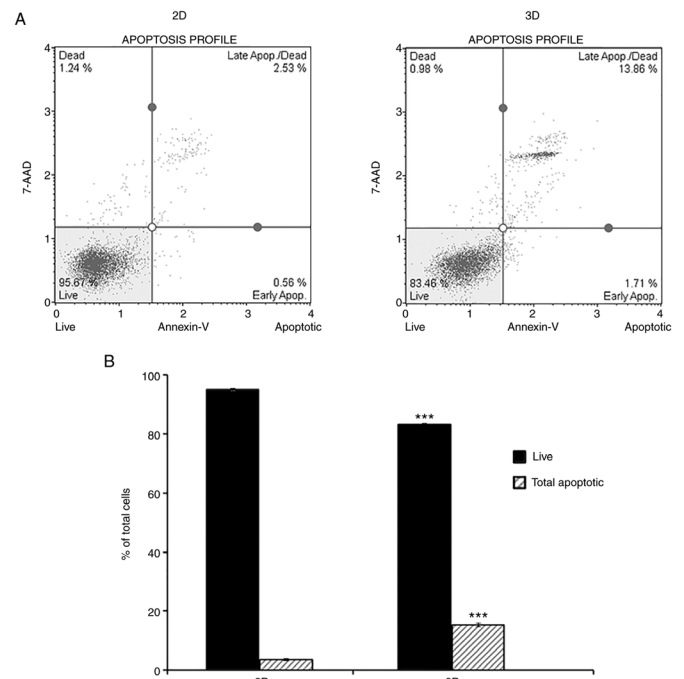 A
2D
APOPTOSIS PROFILE
4
3
2
1
0
7-AAD
Dead
1.24 %
Late Apop./Dead
2.53 %
95.67 %
Live
0.56 %
Early Apop.
0 1 2 3 4
Live Annexin-V Apoptotic
3D
APOPTOSIS PROFILE
4
3
2
1
0
7-AAD
Dead
0.98 %
Late Apop./Dead
13.86 %
83.46 %
Live
1.71 %
Early Apop.
0 1 2 3 4
Live Annexin-V Apoptotic
B
100
80
60
40
20
0
% of total cells
***
***
Live
Total apoptotic